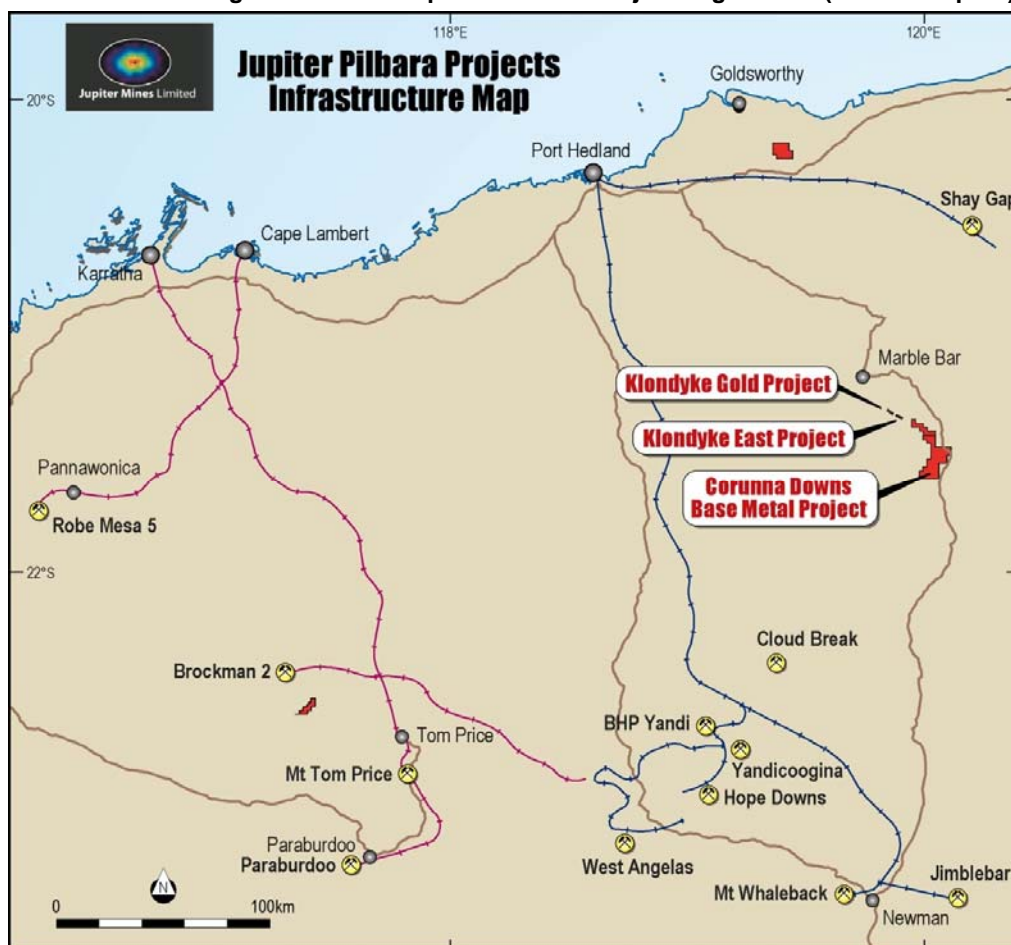 118°E
120°E
Jupiter Mines Limited
Jupiter Pilbara Projects
Infrastructure Map
Goldsworthy
20°S
Port Hedland
Shay Gap
Cape Lambert
Karratha
Marble Bar
Klondyke Gold Project
Klondyke East Project
Pannawonica
Corunna Downs
Base Metal Project
Robe Mesa 5
22°S
Cloud Break
Brockman 2
BHP Yandi
Tom Price
Yandicoogina
Mt Tom Price
Hope Downs
Paraburdoo
Paraburdoo
West Angelas
Jimblebar
Mt Whaleback
N
Newman
0
100km